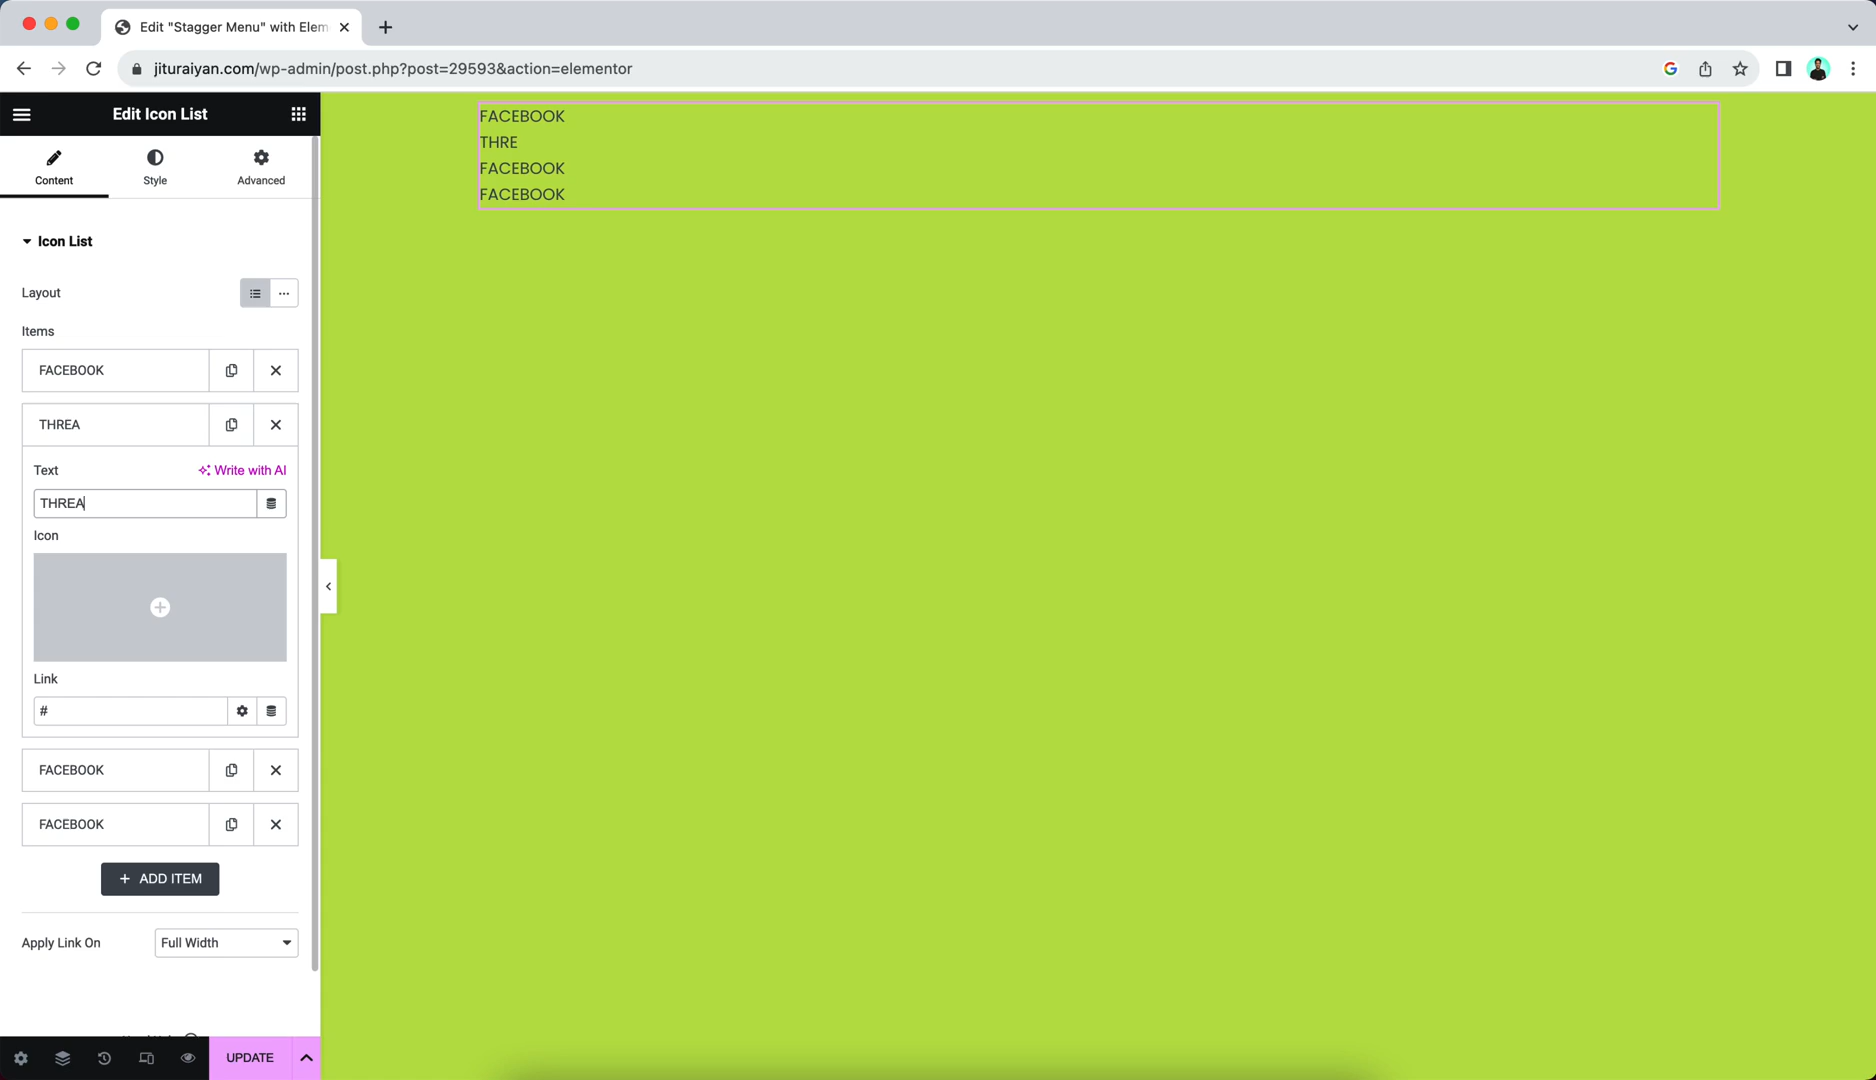 Edit "Stagger Menu" with Elem
jituraiyan.com/wp-admin/post.php?post=29593&action=elementor
Edit Icon List
Content
Style
Advanced
Icon List
Layout
Items
FACEBOOK
THREA
Text
Write with AI
THREA
Icon
Link
#
FACEBOOK
FACEBOOK
+ ADD ITEM
Apply Link On
Full Width
UPDATE
FACEBOOK
THRE
FACEBOOK
FACEBOOK